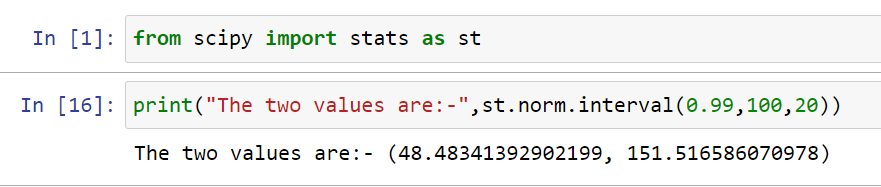 In [1]: from scipy import stats as st
In [16]: print("The two values are:-",st.norm.interval(0.99,100,20))
The two values are:- (48.48341392902199, 151.516586070978)